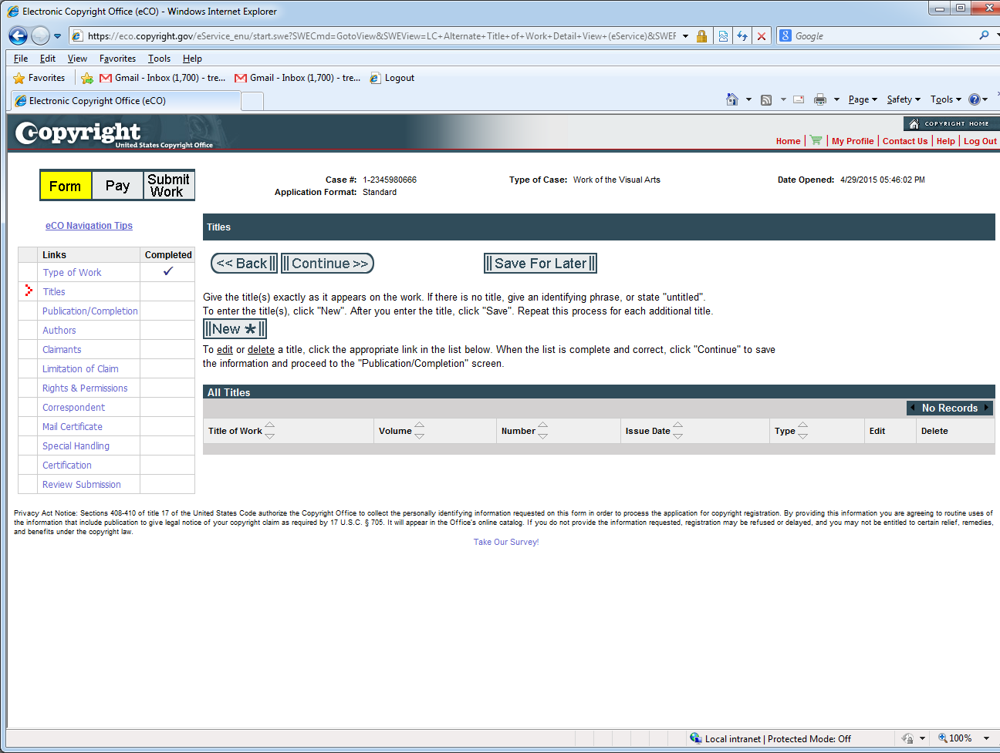 Electronic Copyright Office (eCO) - Windows Internet Explorer
https://eco.copyright.gov/eService_enu/start.swe?SWECmd=GotoView&SWEView=LC+Alternate+Title+of+Work+Detail+View+(eService)&SWEF
Google
File Edit View Favorites Tools Help
Favorites Gmail - Inbox (1,700) - tre... Gmail - Inbox (1,700) - tre... Logout
Electronic Copyright Office (eCO)
Page Safety Tools
Copyright
United States Copyright Office
COPYRIGHT HOME
Home | My Profile | Contact Us | Help | Log Out
Form Pay Submit Work
Case #: 1-2345980666 Type of Case: Work of the Visual Arts Date Opened: 4/29/2015 05:46:02 PM
Application Format: Standard
eCO Navigation Tips
Links Completed
Type of Work ✓
Titles
Publication/Completion
Authors
Claimants
Limitation of Claim
Rights & Permissions
Correspondent
Mail Certificate
Special Handling
Certification
Review Submission
Titles
<< Back Continue >> Save For Later
Give the title(s) exactly as it appears on the work. If there is no title, give an identifying phrase, or state "untitled".
To enter the title(s), click "New". After you enter the title, click "Save". Repeat this process for each additional title.
New *
To edit or delete a title, click the appropriate link in the list below. When the list is complete and correct, click "Continue" to save
the information and proceed to the "Publication/Completion" screen.
All Titles
No Records
Title of Work Volume Number Issue Date Type Edit Delete
Privacy Act Notice: Sections 408-410 of title 17 of the United States Code authorize the Copyright Office to collect the personally identifying information requested on this form in order to process the application for copyright registration. By providing this information you are agreeing to routine uses of
the information that include publication to give legal notice of your copyright claim as required by 17 U.S.C. § 705. It will appear in the Office's online catalog. If you do not provide the information requested, registration may be refused or delayed, and you may not be entitled to certain relief, remedies,
and benefits under the copyright law.
Take Our Survey!
Local intranet | Protected Mode: Off
100%